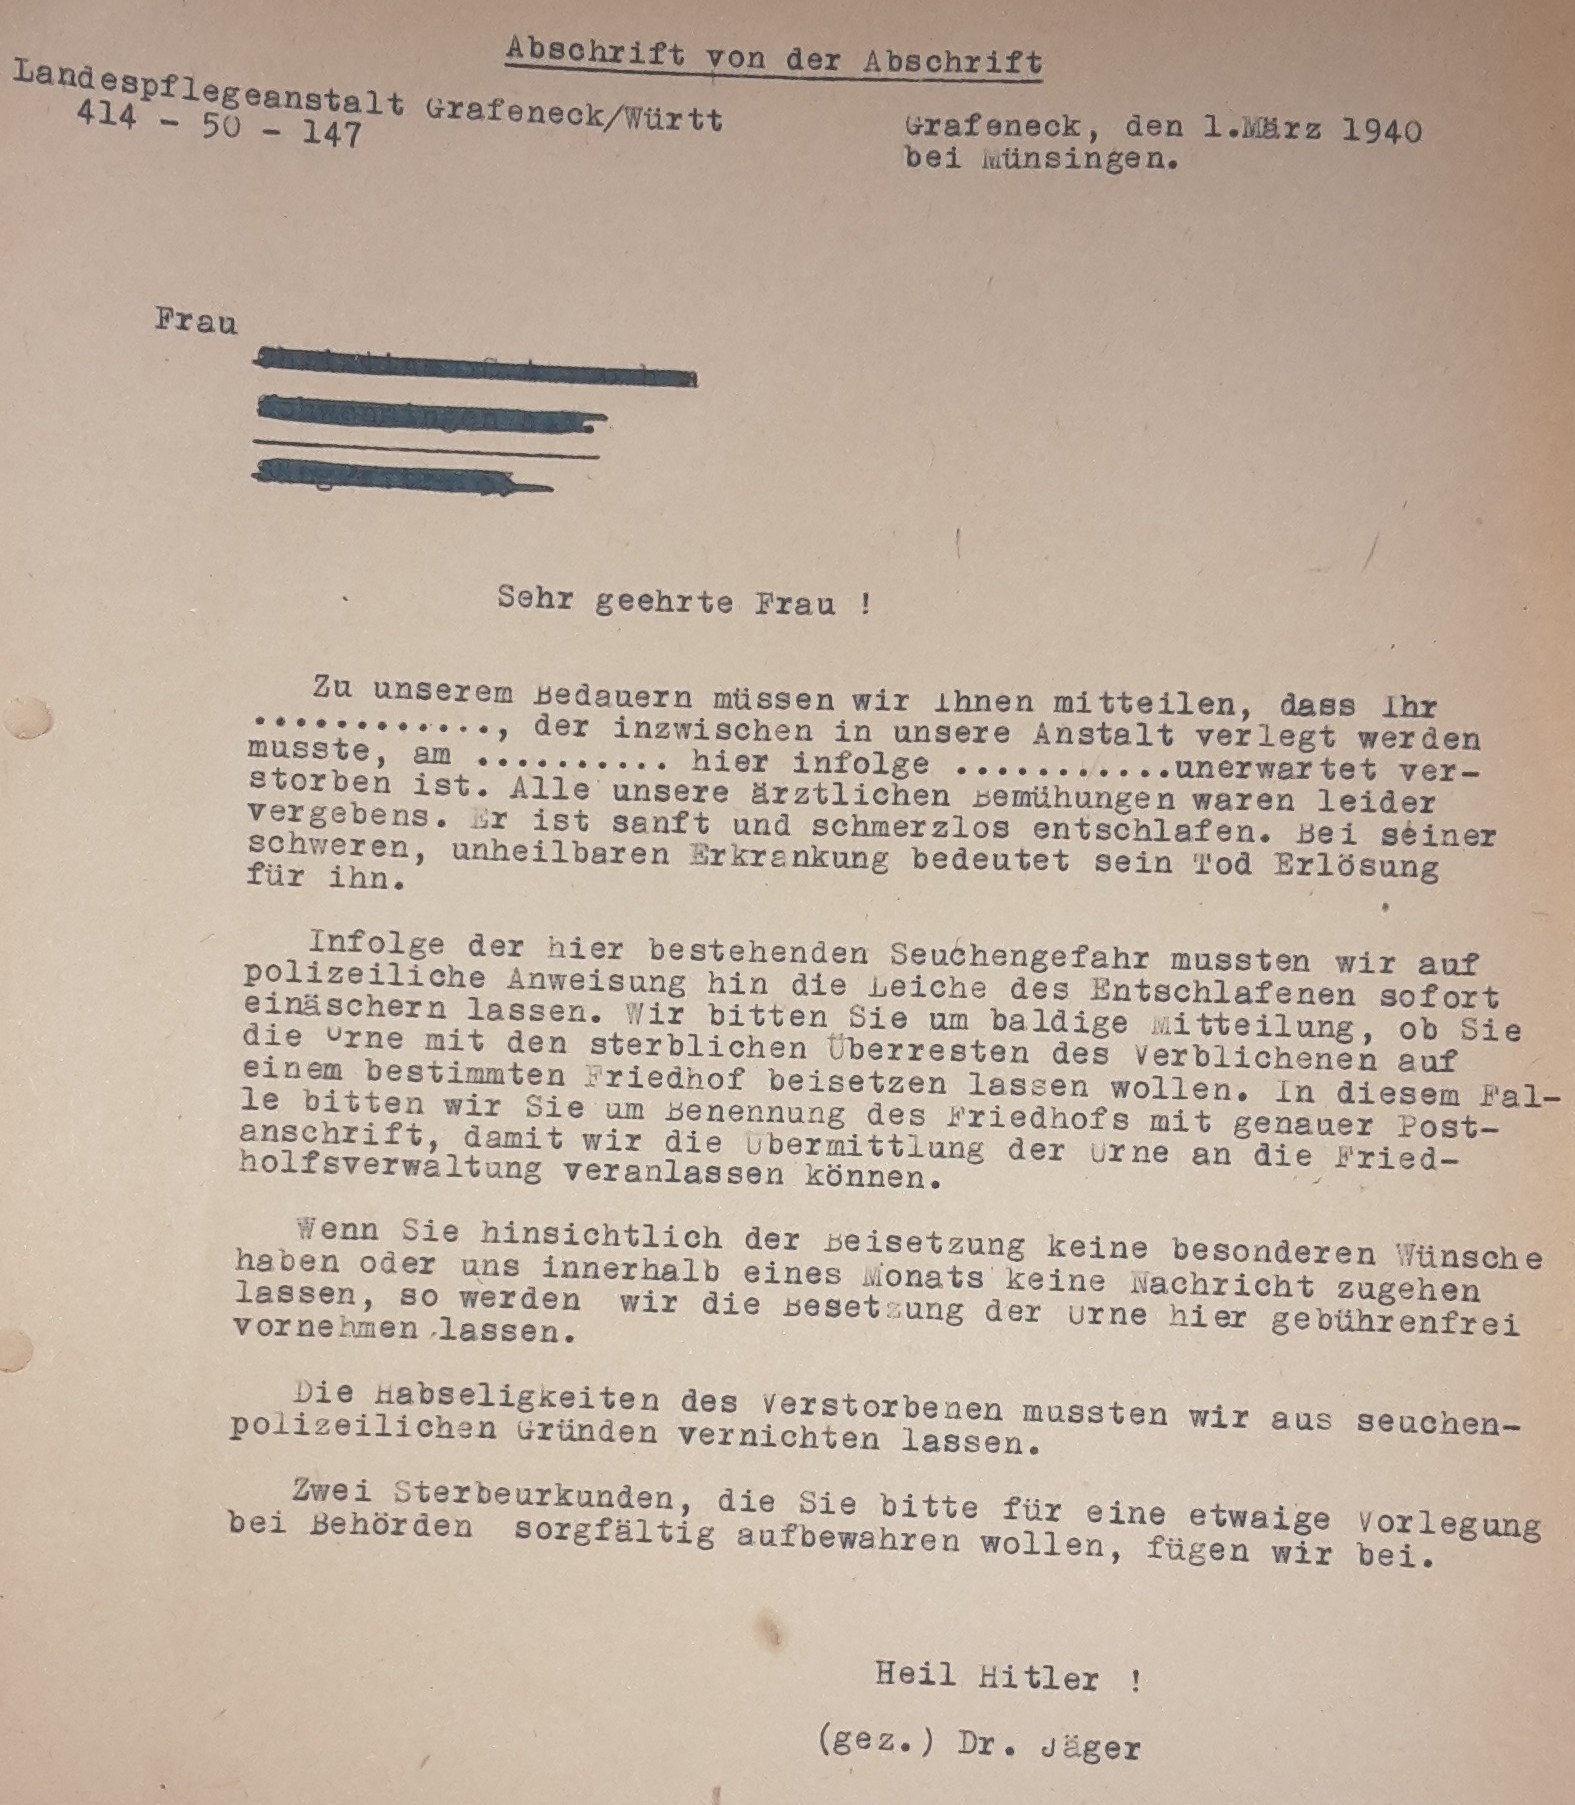 Abschrift von der Abschrift
Landespflegeanstalt Grafeneck/Württ
414 - 50 - 147
Grafeneck, den 1.März 1940
bei Münsingen.
Frau
Sehr geehrte Frau !
Zu unserem Bedauern müssen wir Ihnen mitteilen, dass Ihr
............, der inzwischen in unsere Anstalt verlegt werden
musste, am .......... hier infolge ...........unerwartet ver-
storben ist. Alle unsere ärztlichen Bemühungen waren leider
vergebens. Er ist sanft und schmerzlos entschlafen. Bei seiner
schweren, unheilbaren Erkrankung bedeutet sein Tod Erlösung
für ihn.
Infolge der hier bestehenden Seuchengefahr mussten wir auf
polizeiliche Anweisung hin die Leiche des Entschlafenen sofort
einäschern lassen. Wir bitten Sie um baldige Mitteilung, ob Sie
die Urne mit den sterblichen Überresten des Verblichenen auf
einem bestimmten Friedhof beisetzen lassen wollen. In diesem Fal-
le bitten wir Sie um Benennung des Friedhofs mit genauer Post-
anschrift, damit wir die Übermittlung der Urne an die Fried-
holfsverwaltung veranlassen können.
Wenn Sie hinsichtlich der Beisetzung keine besonderen Wünsche
haben oder uns innerhalb eines Monats keine Nachricht zugehen
lassen, so werden wir die Besetzung der Urne hier gebührenfrei
vornehmen lassen.
Die Habseligkeiten des Verstorbenen mussten wir aus seuchen-
polizeilichen Gründen vernichten lassen.
Zwei Sterbeurkunden, die Sie bitte für eine etwaige Vorlegung
bei Behörden sorgfältig aufbewahren wollen, fügen wir bei.
Heil Hitler !
(gez.) Dr. Jäger